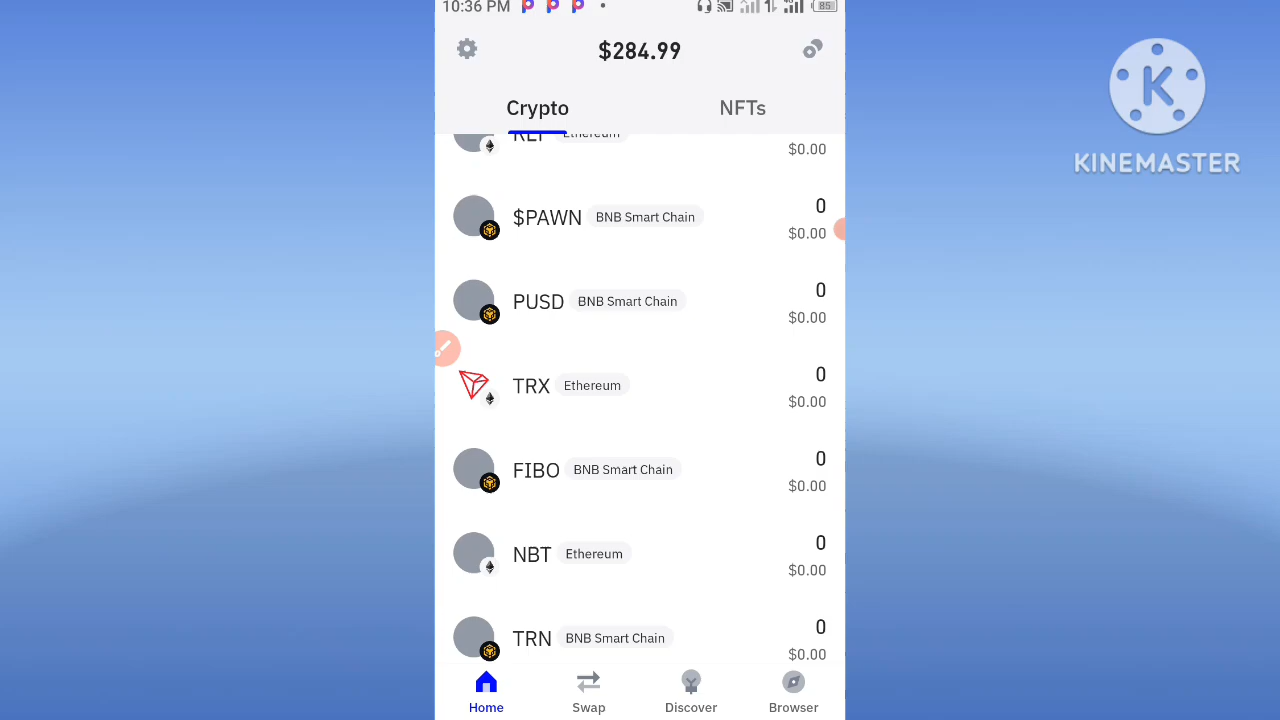 10:36 PM
85
$284.99
Crypto
NFTs
Ethereum
$0.00
$PAWN BNB Smart Chain
0
$0.00
PUSD BNB Smart Chain
0
$0.00
TRX Ethereum
0
$0.00
FIBO BNB Smart Chain
0
$0.00
NBT Ethereum
0
$0.00
TRN BNB Smart Chain
0
$0.00
Home
Swap
Discover
Browser
K
KINEMASTER